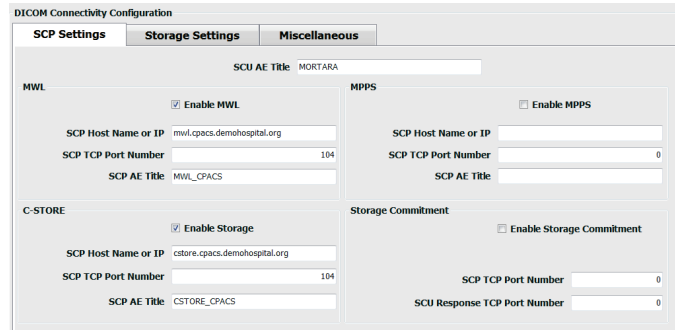 DICOM Connectivity Configuration
SCP Settings Storage Settings Miscellaneous
SCU AE Title MORTARA
MWL
Enable MWL
SCP Host Name or IP mwl.cpacs.demohospital.org
SCP TCP Port Number 104
SCP AE Title MWL_CPACS
MPPS
Enable MPPS
SCP Host Name or IP
SCP TCP Port Number 0
SCP AE Title
C-STORE
Enable Storage
SCP Host Name or IP cstore.cpacs.demohospital.org
SCP TCP Port Number 104
SCP AE Title CSTORE_CPACS
Storage Commitment
Enable Storage Commitment
SCP TCP Port Number 0
SCU Response TCP Port Number 0